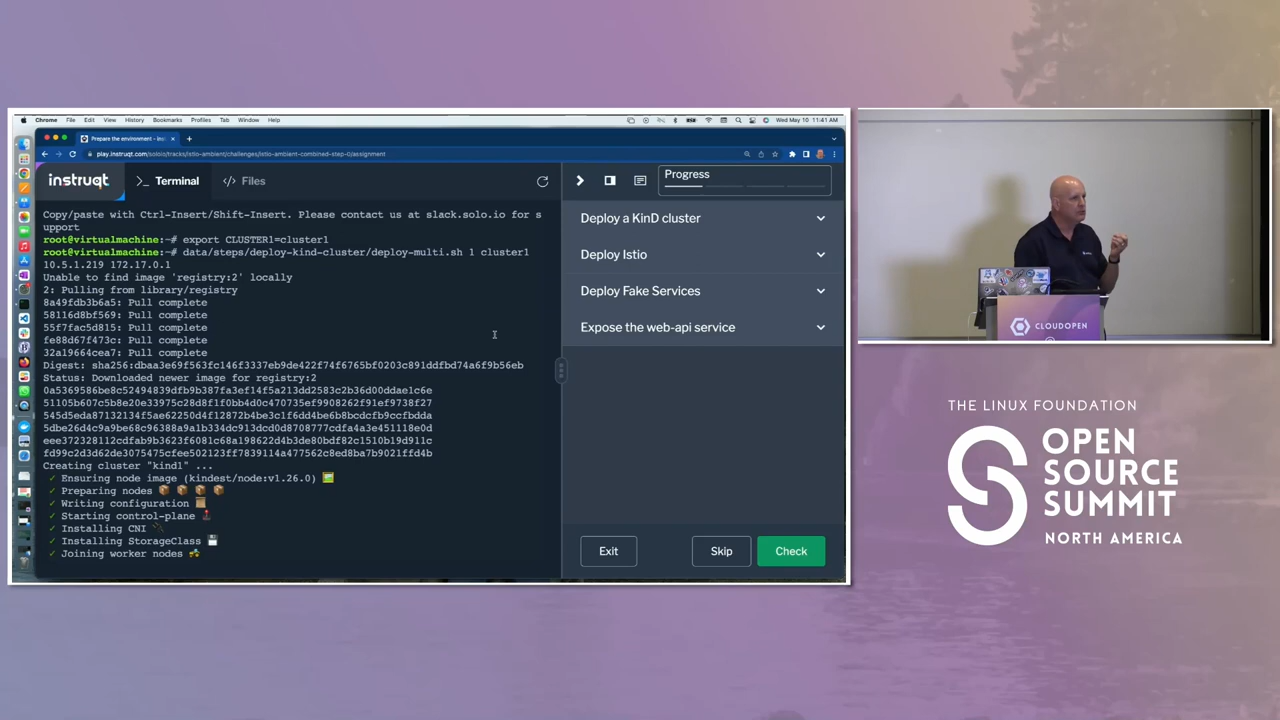 Chrome File Edit View History Bookmarks Profiles Tab Window Help
Wed May 10 11:41 AM
Prepare the environment - Ins
play.instruqt.com/soloio/tracks/istio-ambient/challenges/istio-ambient-combined-step-0/assignment
instruqt
>_ Terminal
</> Files
Progress
Copy/paste with Ctrl-Insert/Shift-Insert. Please contact us at slack.solo.io for s
upport
root@virtualmachine:~# export CLUSTER1=cluster1
root@virtualmachine:~# data/steps/deploy-kind-cluster/deploy-multi.sh 1 cluster1
10.5.1.219 172.17.0.1
Unable to find image 'registry:2' locally
2: Pulling from library/registry
8a49fdb3b6a5: Pull complete
58116d8bf569: Pull complete
55f7fac5d815: Pull complete
fe88d67f473c: Pull complete
32a19664cea7: Pull complete
Digest: sha256:dbaa3e69f563fc146f3337eb9de422f74f6765bf0203c891ddfbd74a6f9b56eb
Status: Downloaded newer image for registry:2
0a5369586be8c52494839dfb9b387fa3ef14f5a213dd2583c2b36d00ddae1c6e
51105b607c5b8e20e33975c28d8f1f0bb4d0c470735ef9908262f91ef9738f27
545d5eda87132134f5ae62250d4f12872b4be3c1f6dd4be6b8bcdcfb9ccfbdda
5dbe26d4c9a9be68c96388a9a1b334dc913dcd0d8708777cdfa4a3e451118e0d
eee372328112cdfab9b3623f6081c68a198622d4b3de80bdf82c1510b19d911c
fd99c2d3d62de3075475cfee502123ff7839114a477562c8ed8ba7b9021ffd4b
Creating cluster "kind1" ...
✓ Ensuring node image (kindest/node:v1.26.0)
✓ Preparing nodes
✓ Writing configuration
✓ Starting control-plane
✓ Installing CNI
✓ Installing StorageClass
✓ Joining worker nodes
Deploy a KinD cluster
Deploy Istio
Deploy Fake Services
Expose the web-api service
Exit
Skip
Check
CLOUDOPEN
THE LINUX FOUNDATION
OPEN
SOURCE
SUMMIT
NORTH AMERICA